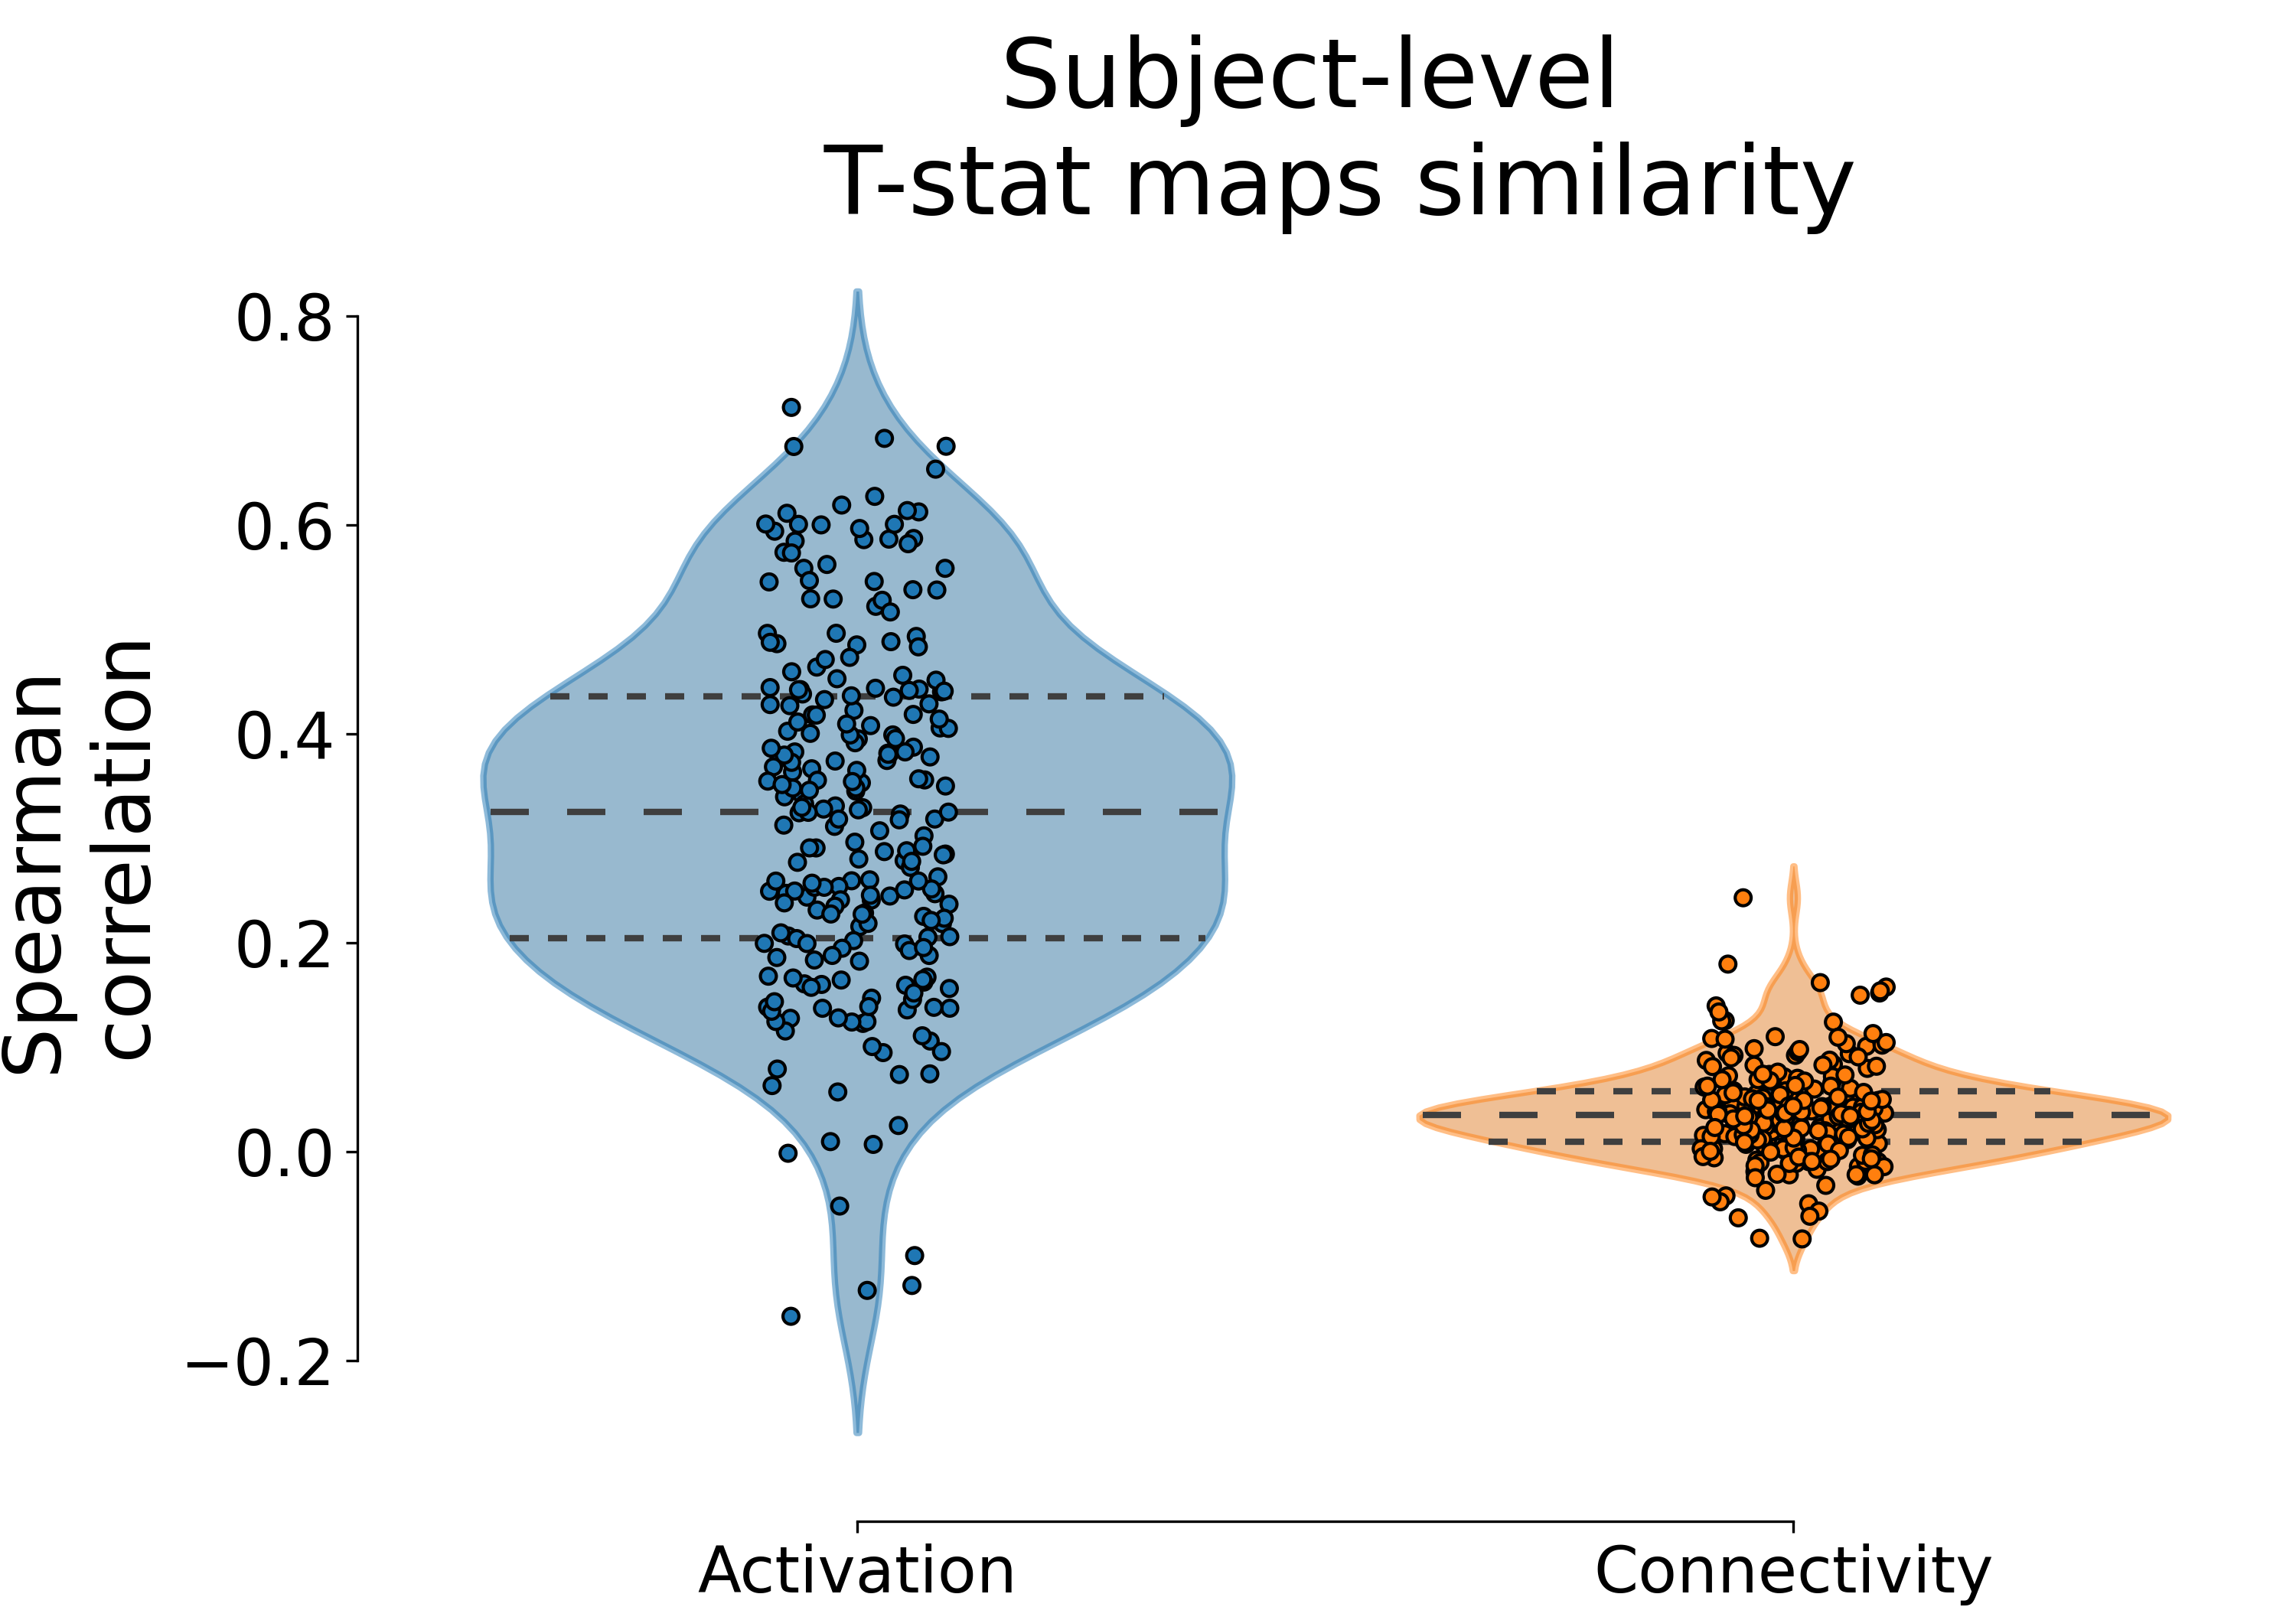 Subject-level
T-stat maps similarity
Spearman
correlation
0.8
0.6
0.4
0.2
0.0
−0.2
Activation
Connectivity